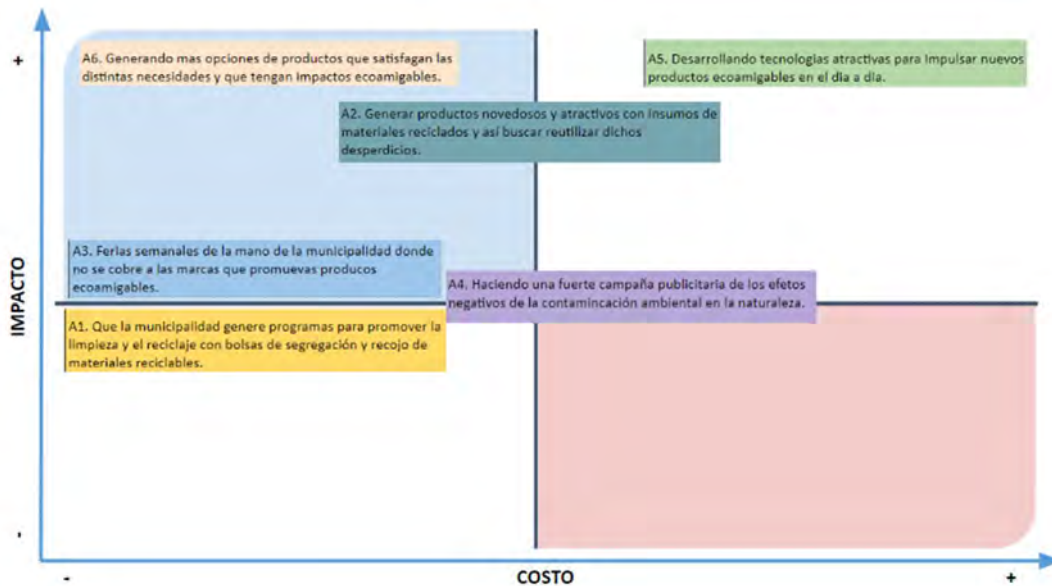 +
A6. Generando mas opciones de productos que satisfagan las
distintas necesidades y que tengan impactos ecoamigables.
A5. Desarrollando tecnologias atractivas para impulsar nuevos
productos ecoamigables en el dia a dia.
A2. Generar productos novedosos y atractivos con insumos de
materiales reciclados y así buscar reutilizar dichos
desperdicios.
IMPACTO
A3. Ferias semanales de la mano de la municipalidad donde
no se cobre a las marcas que promuevas producos
ecoamigables.
A4. Haciendo una fuerte campaña publicitaria de los efetos
negativos de la contamincación ambiental en la naturaleza.
A1. Que la municipalidad genere programas para promover la
limpieza y el reciclaje con bolsas de segregación y recojo de
materiales reciclables.
-
-
COSTO
+